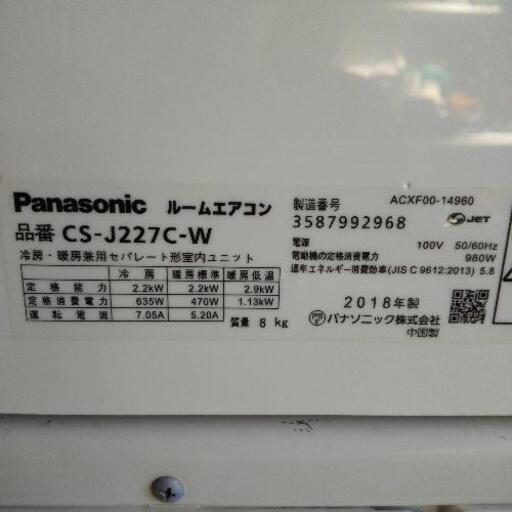 Panasonic ルームエアコン
品番 CS-J227C-W
冷房・暖房兼用セパレート形室内ユニット
冷房 暖房標準 暖房低温
定格能力 2.2kW 2.2kW 2.9kW
定格消費電力 635W 470W 1.13kW
運転電流 7.05A 5.20A
質量 8 kg
ACXF00-14960
製造番号
3587992968
JET
電源 100V 50/60Hz
電動機の定格消費電力 980W
通年エネルギー消費効率(JIS C 9612:2013) 5.8
2018年製
PSE パナソニック株式会社
中国製